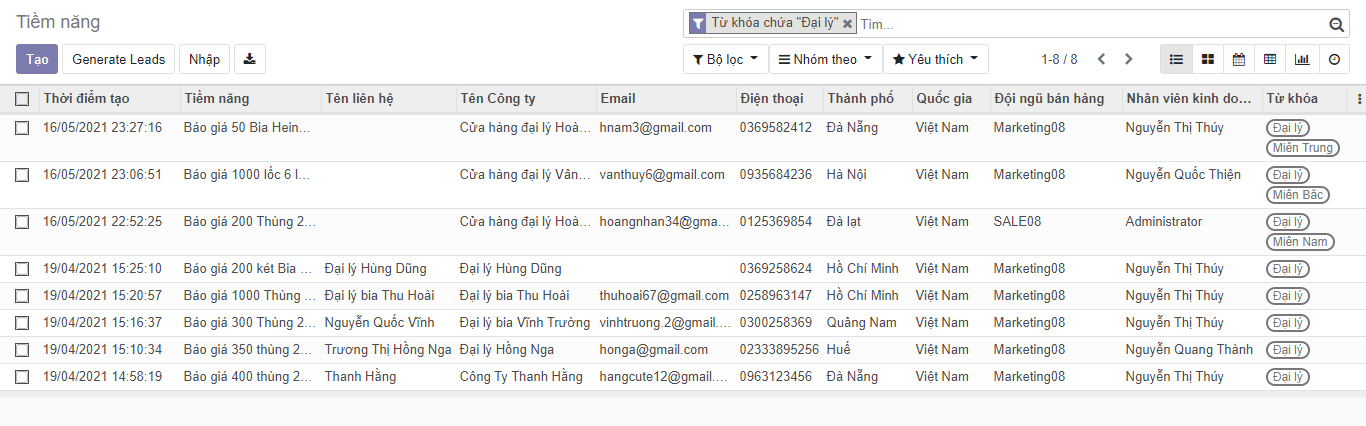 Tiềm năng
Từ khóa chứa "Đại lý" Tìm...
Tạo Generate Leads Nhập
Bộ lọc Nhóm theo Yêu thích 1-8 / 8
Thời điểm tạo Tiềm năng Tên liên hệ Tên Công ty Email Điện thoại Thành phố Quốc gia Đội ngũ bán hàng Nhân viên kinh do... Từ khóa
16/05/2021 23:27:16 Báo giá 50 Bia Hein... Cửa hàng đại lý Hoà... hnam3@gmail.com 0369582412 Đà Nẵng Việt Nam Marketing08 Nguyễn Thị Thúy Đại lý
Miền Trung
16/05/2021 23:06:51 Báo giá 1000 lốc 6 l... Cửa hàng đại lý Vân... vanthuy6@gmail.com 0935684236 Hà Nội Việt Nam Marketing08 Nguyễn Quốc Thiện Đại lý
Miền Bắc
16/05/2021 22:52:25 Báo giá 200 Thùng 2... Cửa hàng đại lý Hoà... hoangnhan34@gma... 0125369854 Đà lạt Việt Nam SALE08 Administrator Đại lý
Miền Nam
19/04/2021 15:25:10 Báo giá 200 két Bia ... Đại lý Hùng Dũng Đại lý Hùng Dũng 0369258624 Hồ Chí Minh Việt Nam Marketing08 Nguyễn Thị Thúy Đại lý
19/04/2021 15:20:57 Báo giá 1000 Thùng ... Đại lý bia Thu Hoài Đại lý bia Thu Hoài thuhoai67@gmail.com 0258963147 Hồ Chí Minh Việt Nam Marketing08 Nguyễn Thị Thúy Đại lý
19/04/2021 15:16:37 Báo giá 300 Thùng 2... Nguyễn Quốc Vĩnh Đại lý bia Vĩnh Trường vinhtruong.2@gmail.... 0300258369 Quảng Nam Việt Nam Marketing08 Nguyễn Thị Thúy Đại lý
19/04/2021 15:10:34 Báo giá 350 thùng 2... Trương Thị Hồng Nga Đại lý Hồng Nga honga@gmail.com 02333895256 Huế Việt Nam Marketing08 Nguyễn Quang Thành Đại lý
19/04/2021 14:58:19 Báo giá 400 thùng 2... Thanh Hằng Công Ty Thanh Hằng hangcute12@gmail.... 0963123456 Đà Nẵng Việt Nam Marketing08 Nguyễn Thị Thúy Đại lý